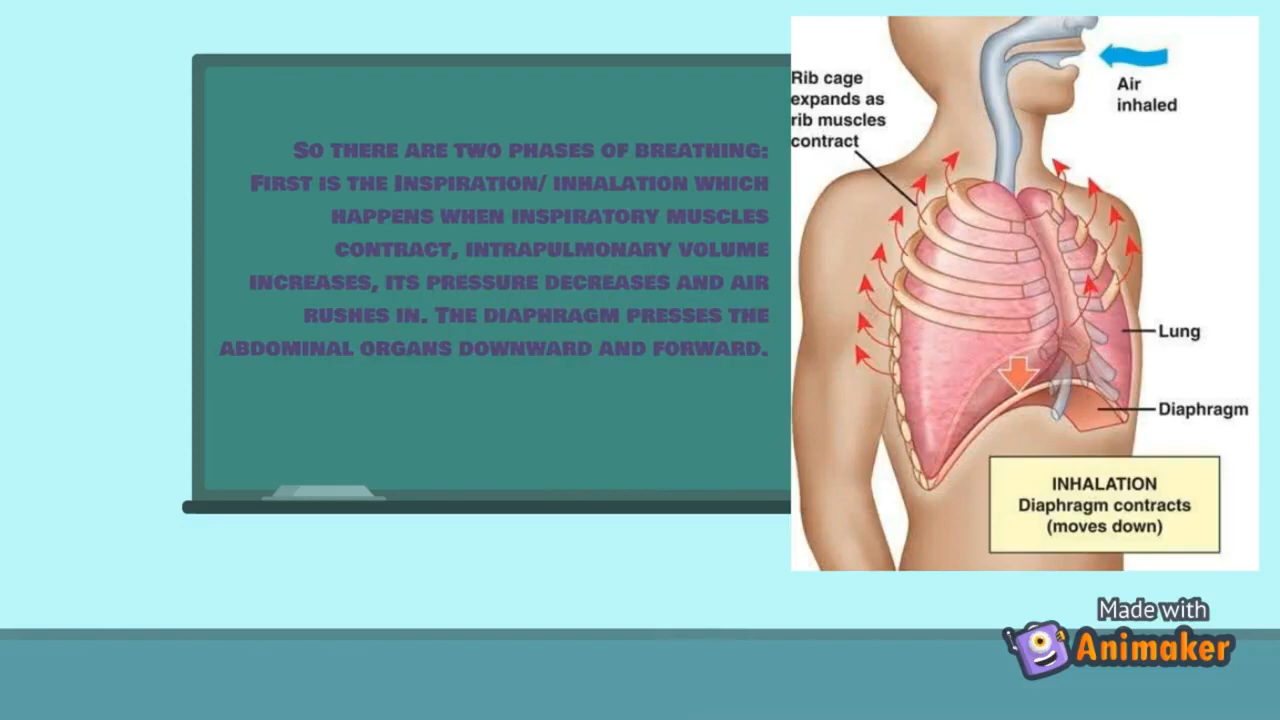 So there are two phases of breathing:
First is the Inspiration/ inhalation which
happens when inspiratory muscles
contract, intrapulmonary volume
increases, its pressure decreases and air
rushes in. The diaphragm presses the
abdominal organs downward and forward.
Rib cage
expands as
rib muscles
contract
Air
inhaled
Lung
Diaphragm
INHALATION
Diaphragm contracts
(moves down)
Made with
Animaker